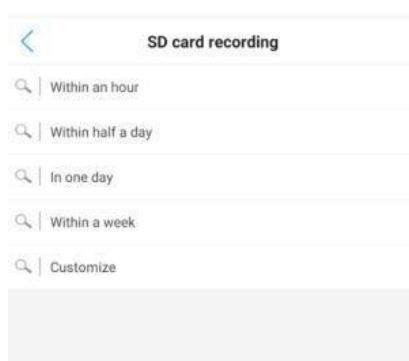 SD card recording
Within an hour
Within half a day
In one day
Within a week
Customize